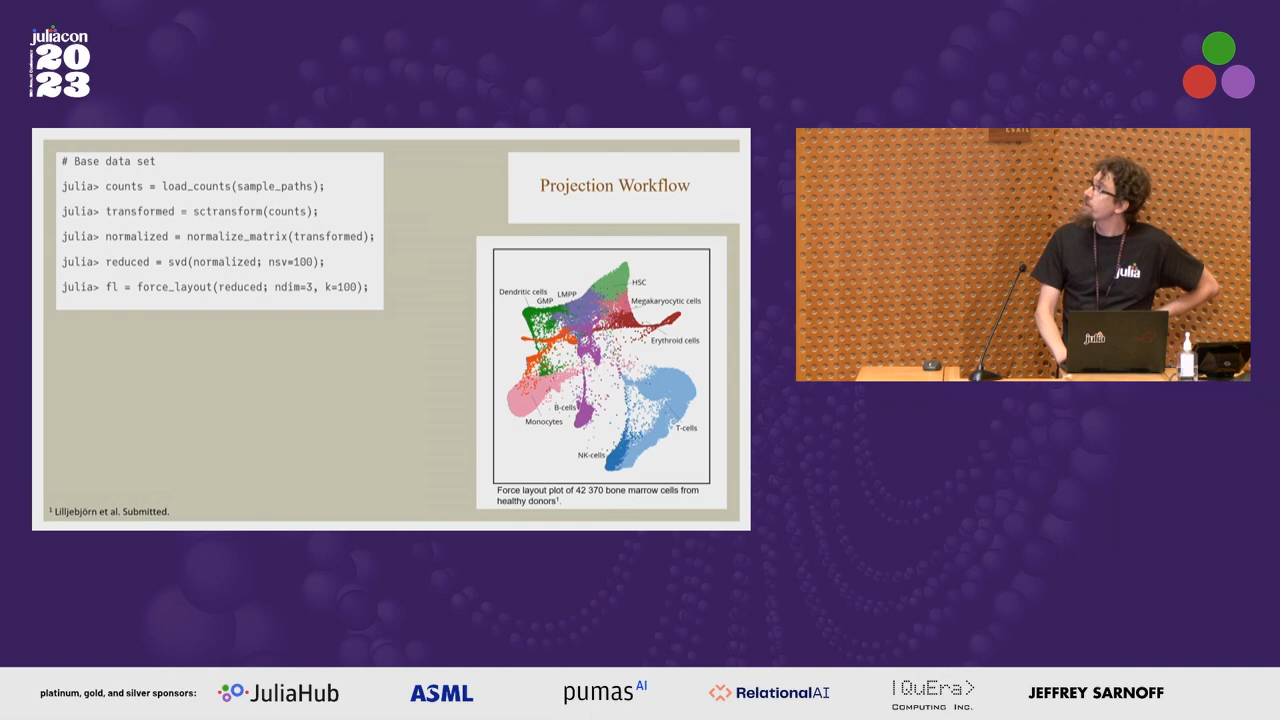 juliacon
20
23
# Base data set
julia> counts = load_counts(sample_paths);
julia> transformed = sctransform(counts);
julia> normalized = normalize_matrix(transformed);
julia> reduced = svd(normalized; nsv=100);
julia> fl = force_layout(reduced; ndim=3, k=100);
Projection Workflow
HSC
Dendritic cells
LMPP
GMP
Megakaryocytic cells
Erythroid cells
B-cells
Monocytes
T-cells
NK-cells
Force layout plot of 42 370 bone marrow cells from
healthy donors¹.
¹ Lilljebjörn et al. Submitted.
julia
julia
platinum, gold, and silver sponsors:
JuliaHub
ASML
pumas AI
RelationalAI
|QuEra>
COMPUTING INC.
JEFFREY SARNOFF